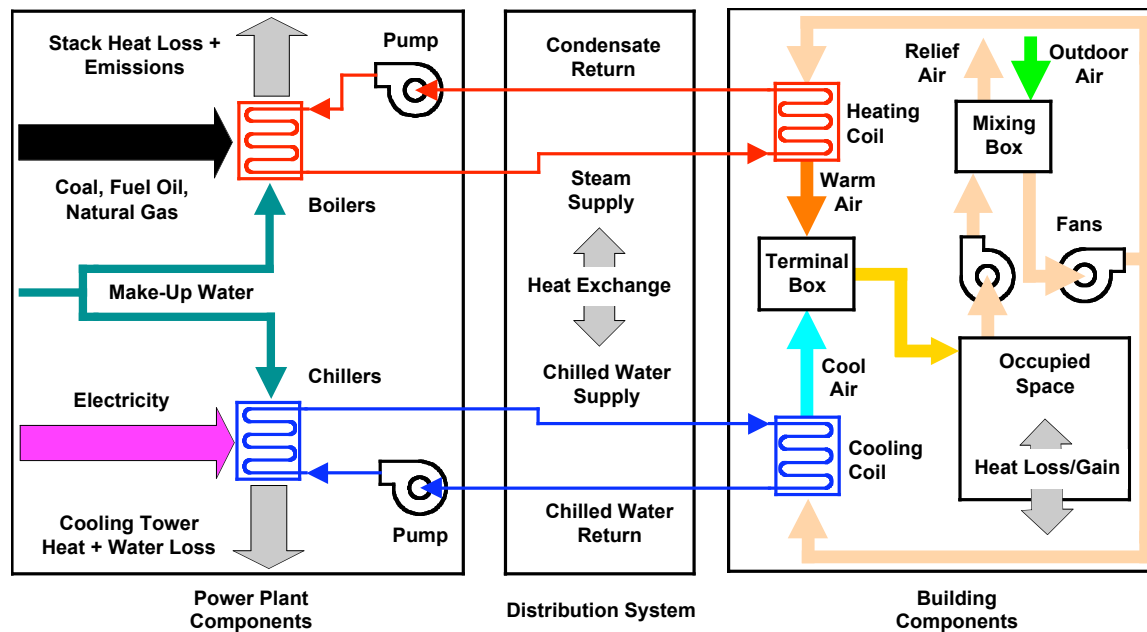 Stack Heat Loss +
Emissions
Pump
Coal, Fuel Oil,
Natural Gas
Boilers
Make-Up Water
Chillers
Electricity
Cooling Tower
Heat + Water Loss
Pump
Power Plant
Components
Condensate
Return
Steam
Supply
Heat Exchange
Chilled Water
Supply
Chilled Water
Return
Distribution System
Relief
Air
Outdoor
Air
Heating
Coil
Mixing
Box
Warm
Air
Fans
Terminal
Box
Cool
Air
Occupied
Space
Cooling
Coil
Heat Loss/Gain
Building
Components